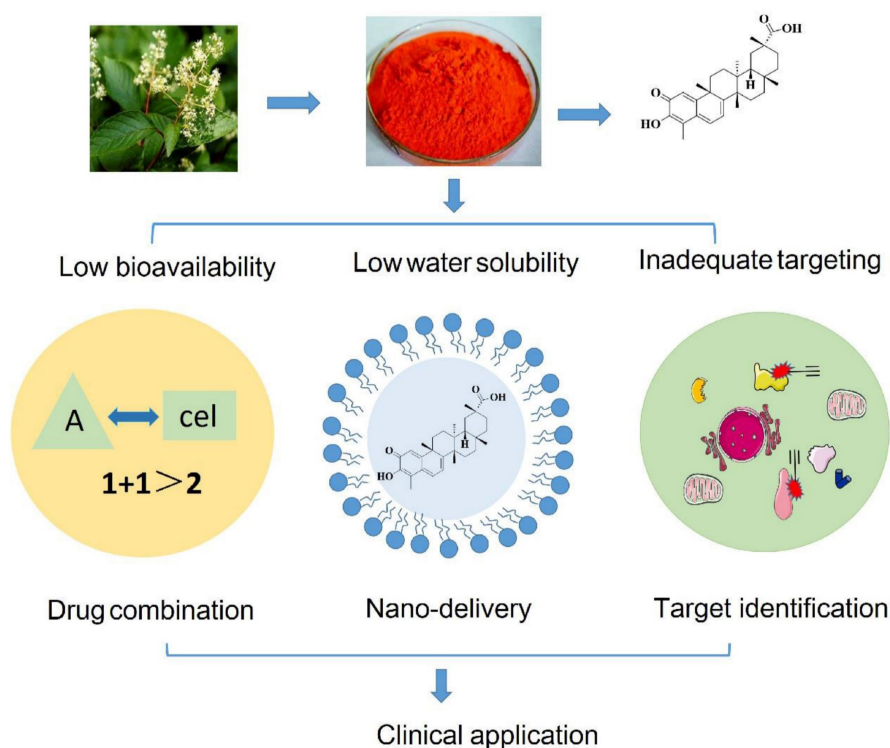 O
OH
O
HO
H
Low bioavailability
Low water solubility
Inadequate targeting
A
cel
1+1＞2
O
OH
O
HO
H
Drug combination
Nano-delivery
Target identification
Clinical application